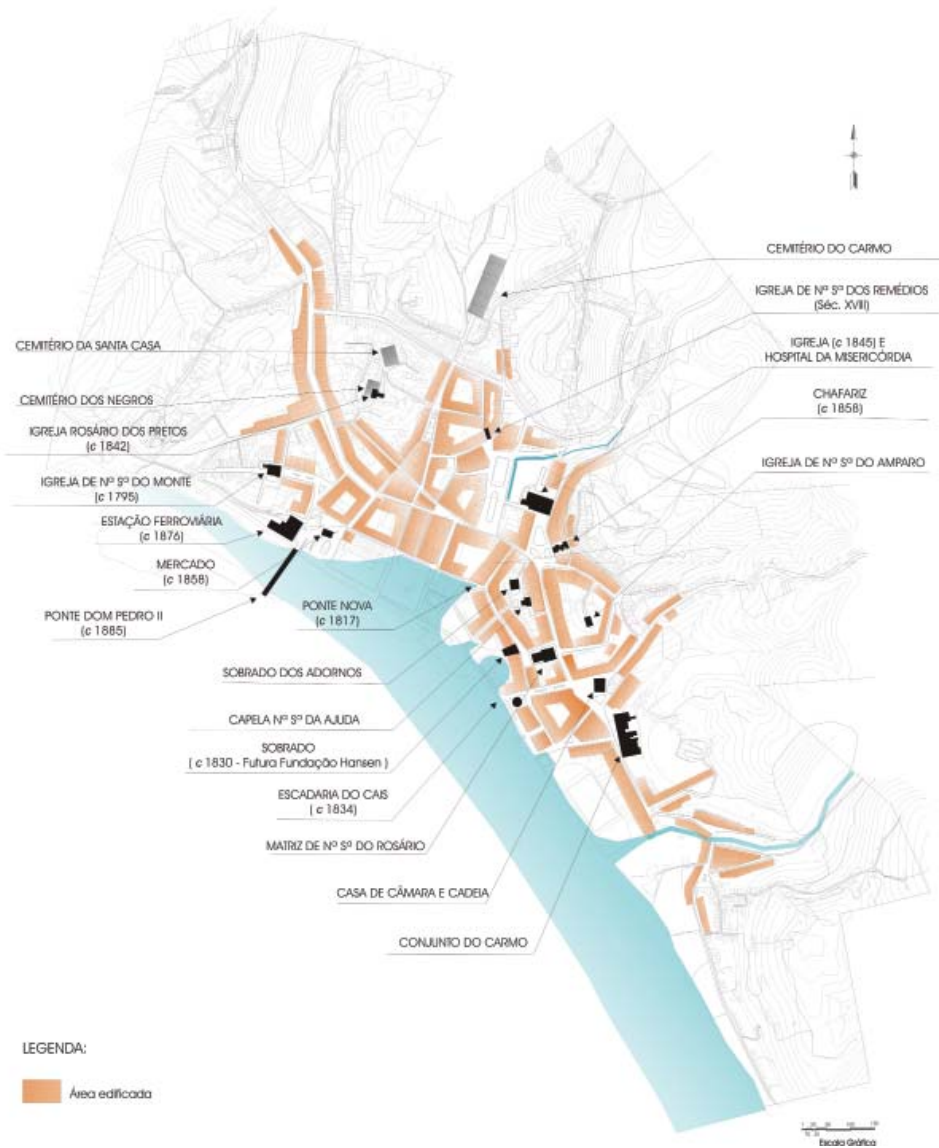 CEMITÉRIO DO CARMO
IGREJA DE Nª Sª DOS REMÉDIOS
(Séc. XVIII)
IGREJA (c 1845) E
HOSPITAL DA MISERICÓRDIA
CHAFARIZ
(c 1858)
IGREJA DE Nª Sª DO AMPARO
CEMITÉRIO DA SANTA CASA
CEMITÉRIO DOS NEGROS
IGREJA ROSÁRIO DOS PRETOS
(c 1842)
IGREJA DE Nª Sª DO MONTE
(c 1795)
ESTAÇÃO FERROVIÁRIA
(c 1876)
MERCADO
(c 1858)
PONTE DOM PEDRO II
(c 1885)
PONTE NOVA
(c 1817)
SOBRADO DOS ADORNOS
CAPELA Nª Sª DA AJUDA
SOBRADO
( c 1830 - Futura Fundação Hansen )
ESCADARIA DO CAIS
( c 1834)
MATRIZ DE Nª Sª DO ROSÁRIO
CASA DE CÂMARA E CADEIA
CONJUNTO DO CARMO
LEGENDA:
Área edificada
Escala Gráfica